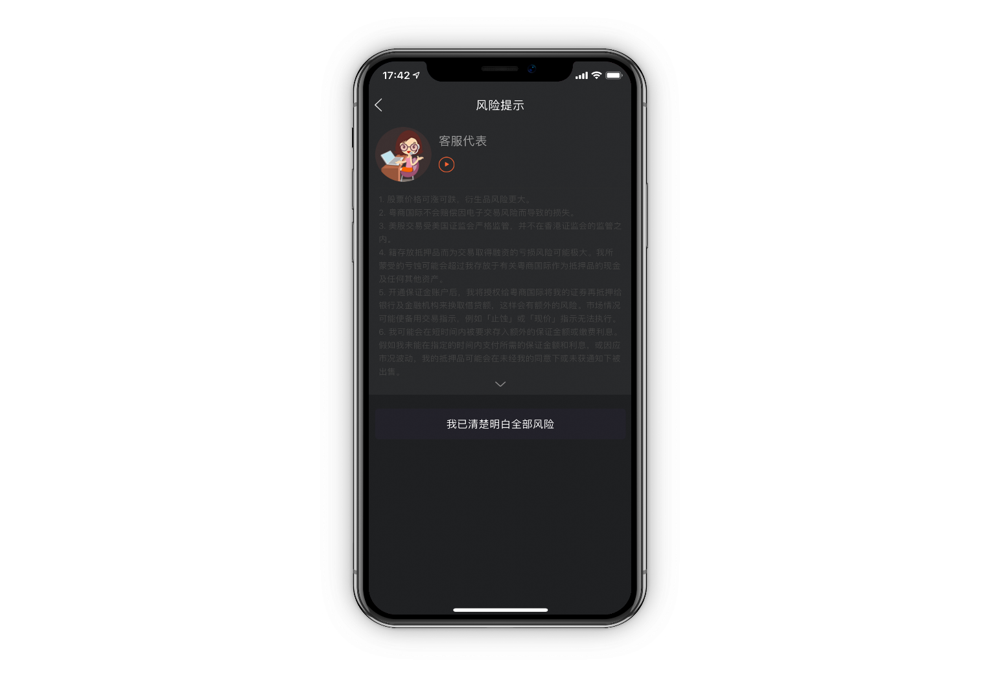 17:42
风险提示
客服代表
1. 股票价格可涨可跌，衍生品风险更大。
2. 粤商国际不会赔偿因电子交易风险而导致的损失。
3. 美股交易受美国证监会严格监管，并不在香港证监会的监管之
内。
4. 籍存放抵押品而为交易取得融资的亏损风险可能极大。我所
蒙受的亏蚀可能会超过我存放于有关粤商国际作为抵押品的现金
及任何其他资产。
5. 开通保证金账户后，我将授权给粤商国际将我的证券再抵押给
银行及金融机构来换取借贷额，这样会有额外的风险。市场情况
可能使备用交易指示，例如「止蚀」或「现价」指示无法执行。
6. 我可能会在短时间内被要求存入额外的保证金额或缴费利息。
假如我未能在指定的时间内支付所需的保证金额和利息，或因应
市况波动，我的抵押品可能会在未经我的同意下或未获通知下被
出售。
我已清楚明白全部风险